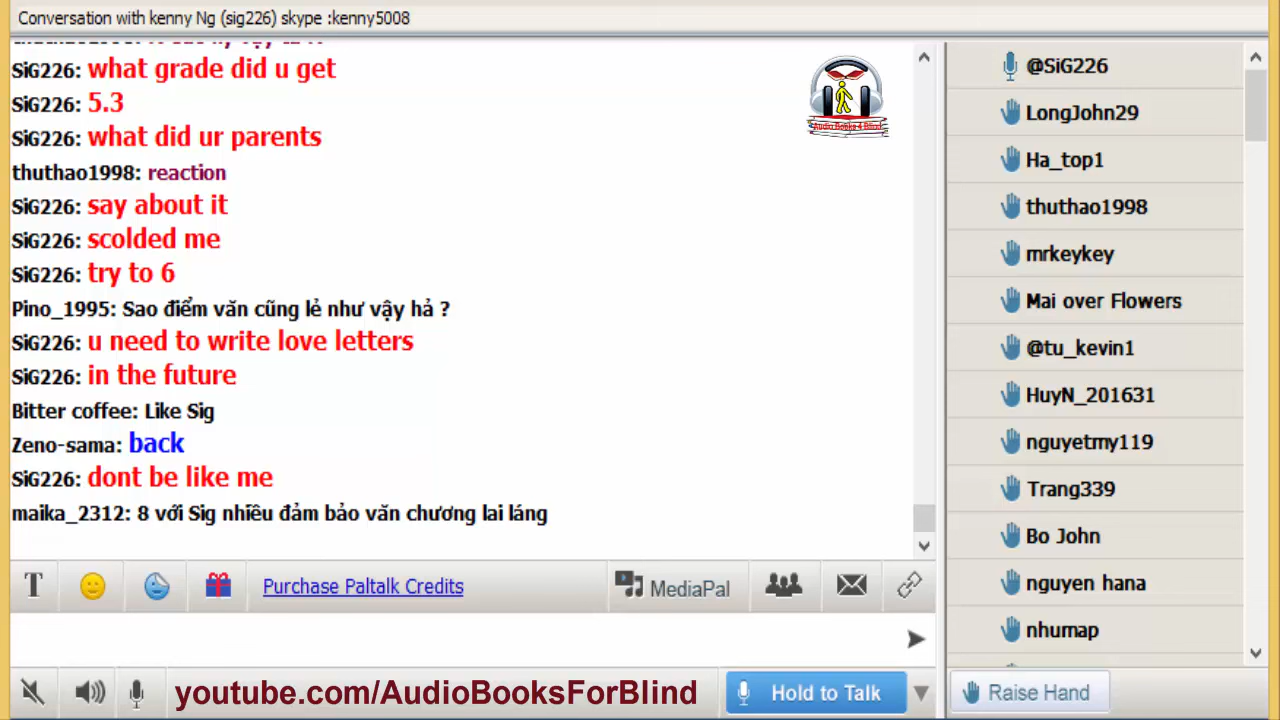 Conversation with kenny Ng (sig226) skype :kenny5008
SiG226: what grade did u get
SiG226: 5.3
SiG226: what did ur parents
thuthao1998: reaction
SiG226: say about it
SiG226: scolded me
SiG226: try to 6
Pino_1995: Sao điểm văn cũng lẻ như vậy hả ?
SiG226: u need to write love letters
SiG226: in the future
Bitter coffee: Like Sig
Zeno-sama: back
SiG226: dont be like me
maika_2312: 8 với Sig nhiêu đảm bảo văn chương lai láng
Audio Books 4 Blind
Purchase Paltalk Credits
MediaPal
youtube.com/AudioBooksForBlind
Hold to Talk
@SiG226
LongJohn29
Ha_top1
thuthao1998
mrkeykey
Mai over Flowers
@tu_kevin1
HuyN_201631
nguyetmy119
Trang339
Bo John
nguyen hana
nhumap
Raise Hand